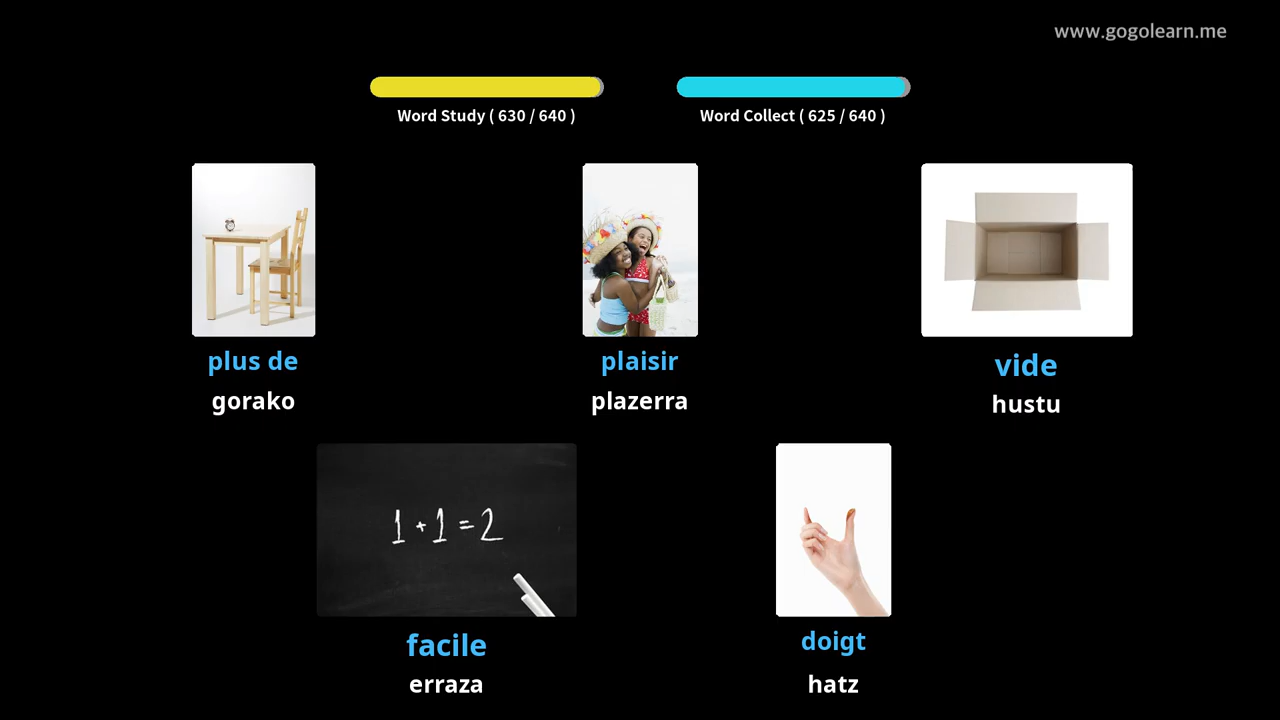 www.gogolearn.me
Word Study ( 630 / 640 )
Word Collect ( 625 / 640 )
plus de
gorako
plaisir
plazerra
vide
hustu
1 + 1 = 2
facile
erraza
doigt
hatz